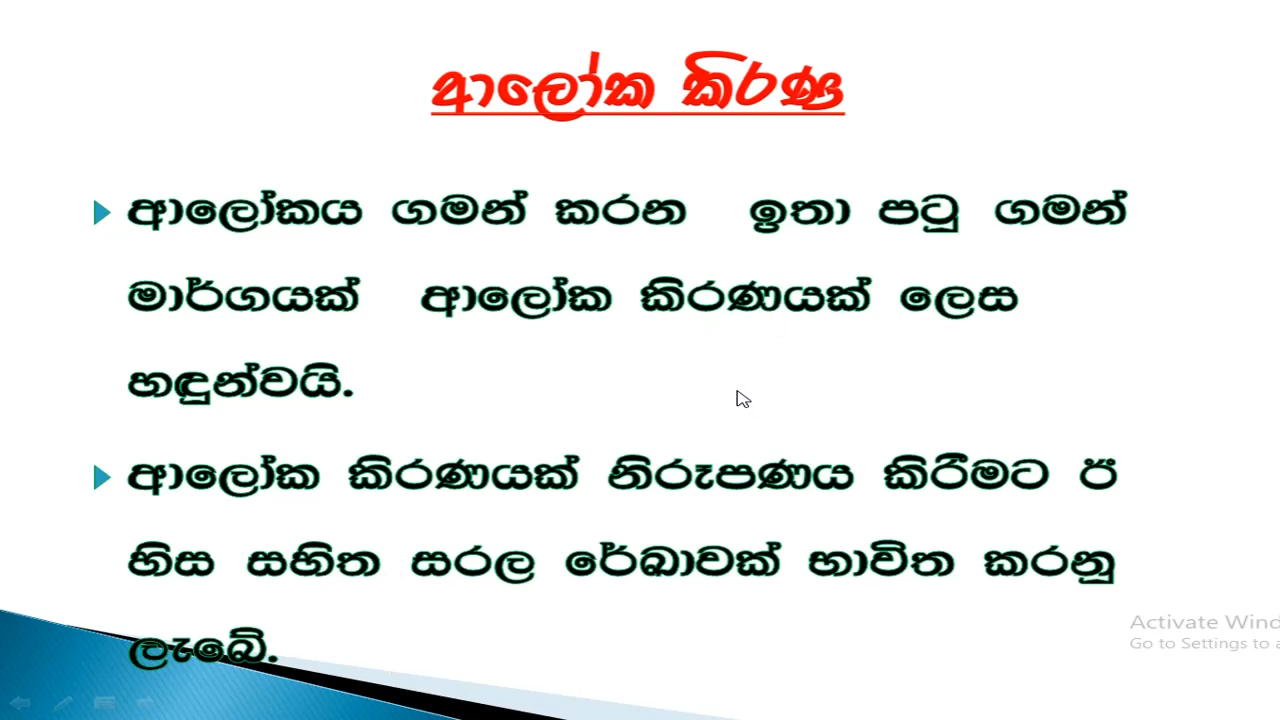 ආලෝක කිරණ
ආලෝකය ගමන් කරන ඉතා පටු ගමන්
මාර්ගයක් ආලෝක කිරණයක් ලෙස
හඳුන්වයි.
ආලෝක කිරණයක් නිරූපණය කිරීමට ඊ
හිස සහිත සරල රේඛාවක් භාවිත කරනු
ලැබේ.
Activate Wind
Go to Settings to a